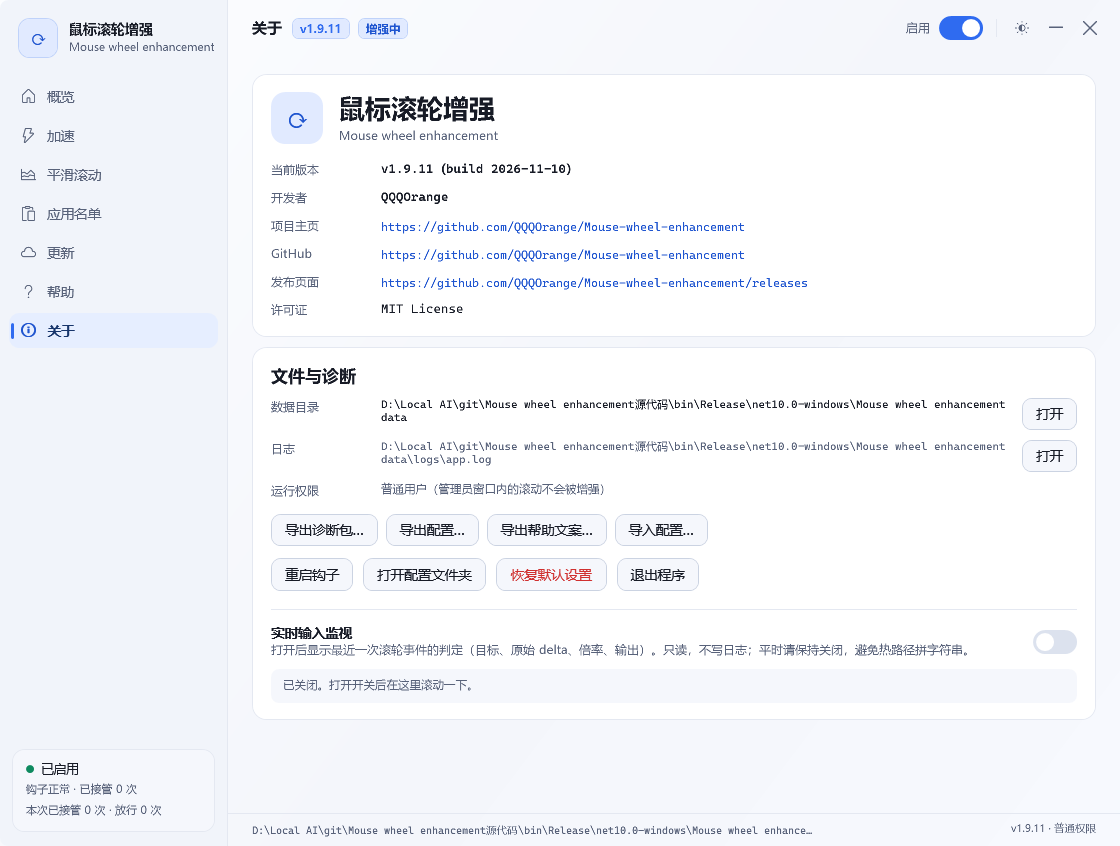 鼠标滚轮增强
Mouse wheel enhancement
概览
加速
平滑滚动
应用名单
更新
帮助
关于
已启用
钩子正常 · 已接管 0 次
本次已接管 0 次 · 放行 0 次
关于 v1.9.11 增强中
启用
鼠标滚轮增强
Mouse wheel enhancement
当前版本 v1.9.11 (build 2026-11-10)
开发者 QQQOrange
项目主页 https://github.com/QQQOrange/Mouse-wheel-enhancement
GitHub https://github.com/QQQOrange/Mouse-wheel-enhancement
发布页面 https://github.com/QQQOrange/Mouse-wheel-enhancement/releases
许可证 MIT License
文件与诊断
数据目录 D:\Local AI\git\Mouse wheel enhancement源代码\bin\Release\net10.0-windows\Mouse wheel enhancement
data
打开
日志 D:\Local AI\git\Mouse wheel enhancement源代码\bin\Release\net10.0-windows\Mouse wheel enhancement
data\logs\app.log
打开
运行权限 普通用户（管理员窗口内的滚动不会被增强）
导出诊断包... 导出配置... 导出帮助文案... 导入配置...
重启钩子 打开配置文件夹 恢复默认设置 退出程序
实时输入监视
打开后显示最近一次滚轮事件的判定（目标、原始 delta、倍率、输出）。只读，不写日志；平时请保持关闭，避免热路径拼字符串。
已关闭。打开开关后在这里滚动一下。
D:\Local AI\git\Mouse wheel enhancement源代码\bin\Release\net10.0-windows\Mouse wheel enhance…
v1.9.11 · 普通权限